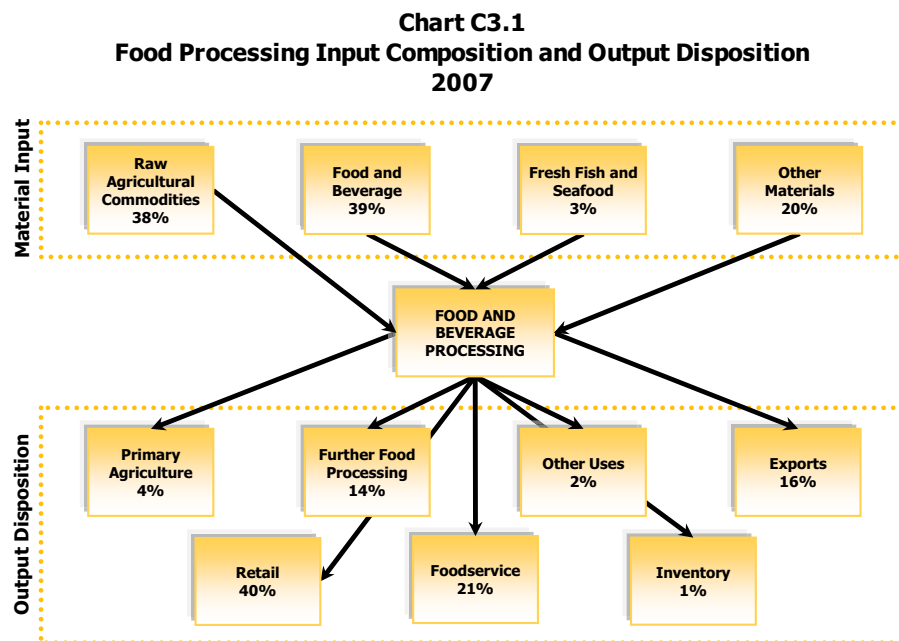 Chart C3.1
Food Processing Input Composition and Output Disposition
2007
Material Input
Raw
Agricultural
Commodities
38%
Food and
Beverage
39%
Fresh Fish and
Seafood
3%
Other
Materials
20%
FOOD AND
BEVERAGE
PROCESSING
Output Disposition
Primary
Agriculture
4%
Further Food
Processing
14%
Other Uses
2%
Exports
16%
Retail
40%
Foodservice
21%
Inventory
1%